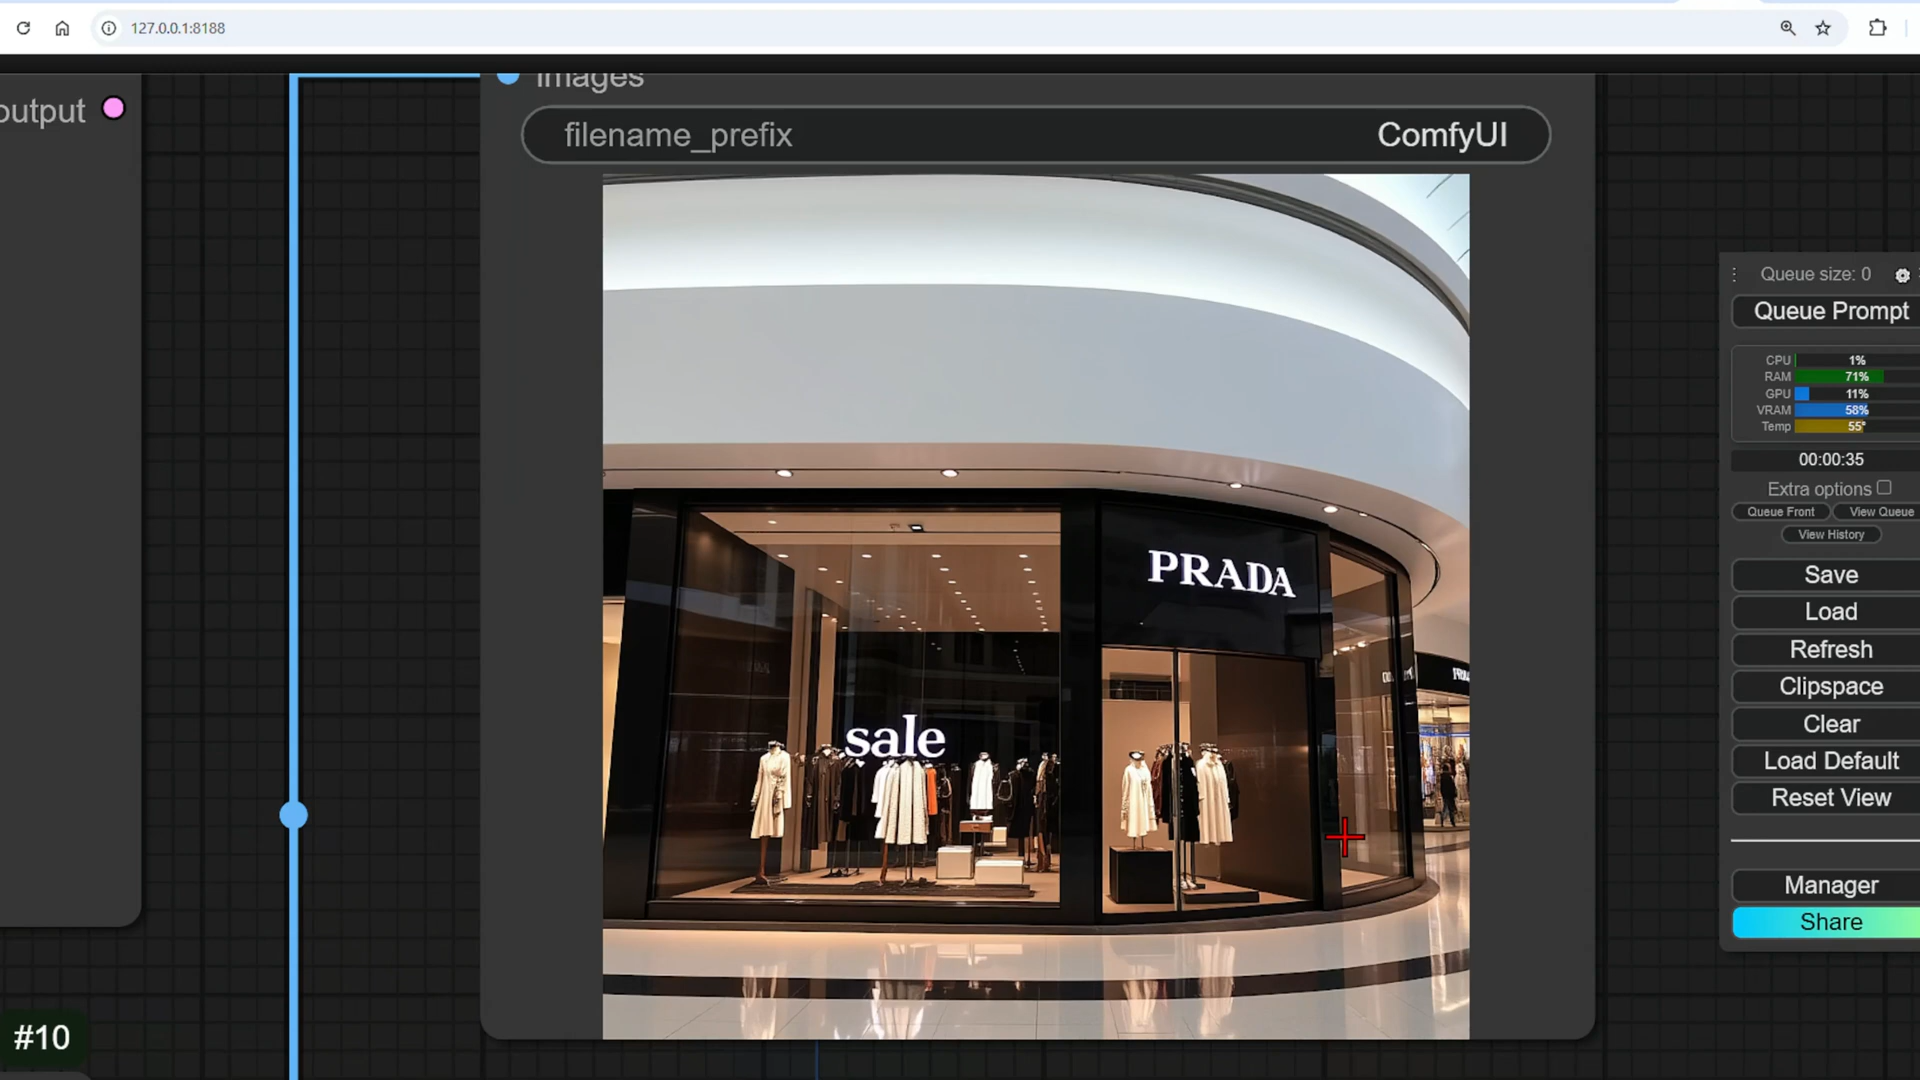 127.0.0.1:8188
output
images
filename_prefix
ComfyUI
PRADA
sale
#10
Queue size: 0
Queue Prompt
CPU 1%
RAM 71%
GPU 11%
VRAM 58%
Temp 55°
00:00:35
Extra options
Queue Front View Queue
View History
Save
Load
Refresh
Clipspace
Clear
Load Default
Reset View
Manager
Share